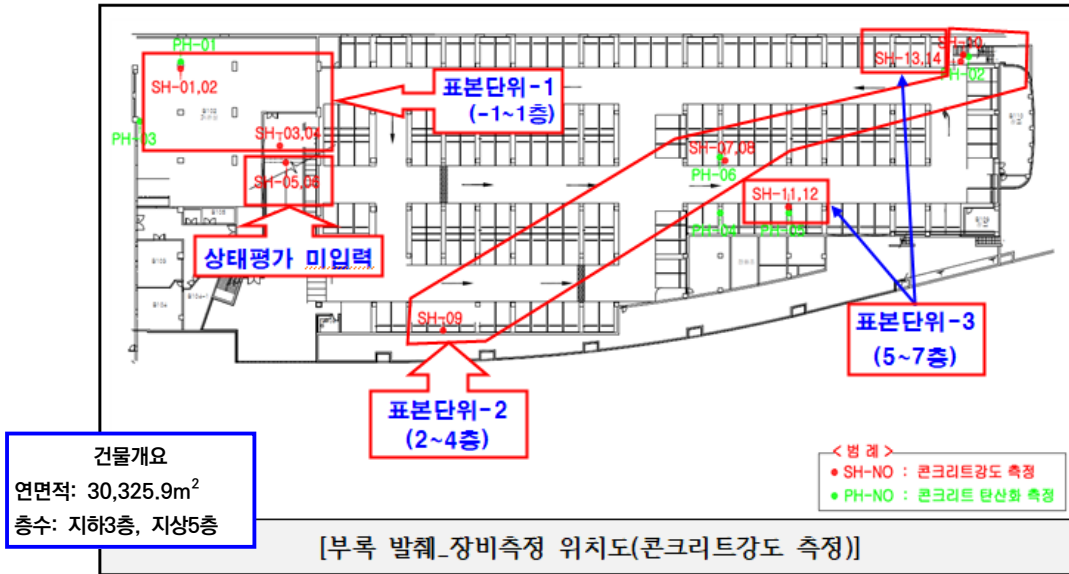 PH-01
SH-01,02
표본단위-1
(-1~1층)
SH-13,14
PH-02
PH-03
SH-03,04
SH-05,06
SH-07,08
PH-06
SH-11,12
PH-04
PH-05
상태평가 미입력
SH-09
표본단위-3
(5~7층)
표본단위-2
(2~4층)
건물개요
연면적: 30,325.9m²
층수: 지하3층, 지상5층
<범 례>
● SH-NO : 콘크리트강도 측정
● PH-NO : 콘크리트 탄산화 측정
[부록 발췌_장비측정 위치도(콘크리트강도 측정)]